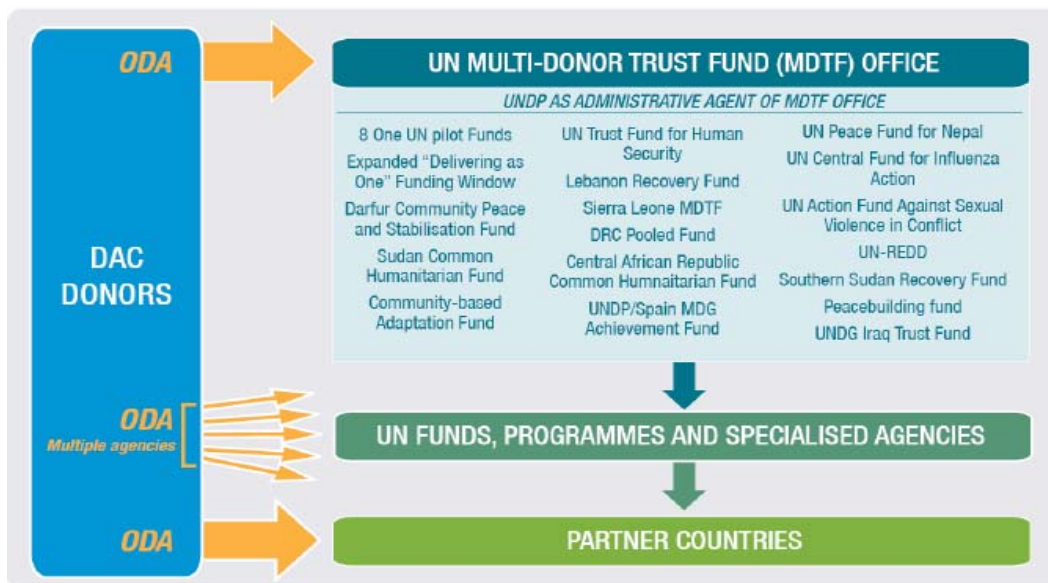 ODA
DAC
DONORS
ODA
Multiple agencies
ODA
UN MULTI-DONOR TRUST FUND (MDTF) OFFICE
UNDP AS ADMINISTRATIVE AGENT OF MDTF OFFICE
8 One UN pilot Funds
Expanded “Delivering as
One” Funding Window
Darfur Community Peace
and Stabilisation Fund
Sudan Common
Humanitarian Fund
Community-based
Adaptation Fund
UN Trust Fund for Human
Security
Lebanon Recovery Fund
Sierra Leone MDTF
DRC Pooled Fund
Central African Republic
Common Humnaitarian Fund
UNDP/Spain MDG
Achievement Fund
UN Peace Fund for Nepal
UN Central Fund for Influenza
Action
UN Action Fund Against Sexual
Violence in Conflict
UN-REDD
Southern Sudan Recovery Fund
Peacebuilding fund
UNDG Iraq Trust Fund
UN FUNDS, PROGRAMMES AND SPECIALISED AGENCIES
PARTNER COUNTRIES